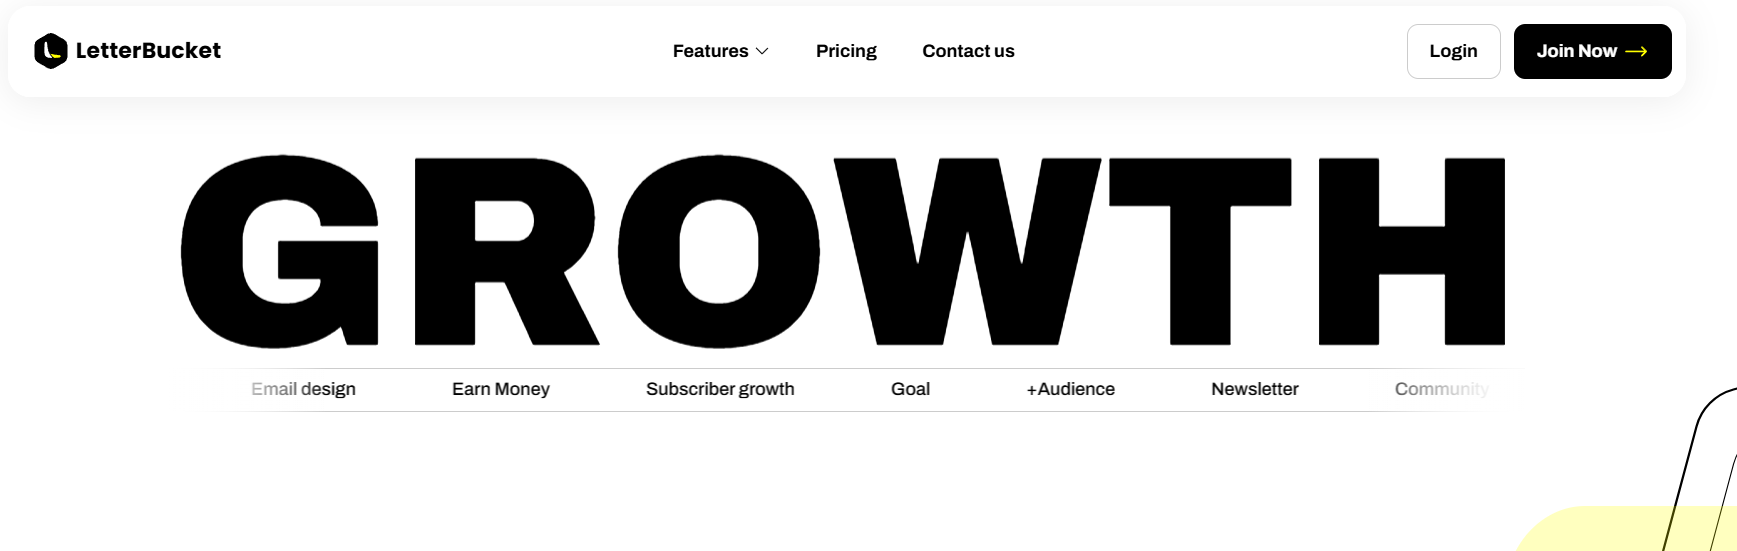 LetterBucket Features Pricing Contact us Login Join Now
GROWTH
Email design Earn Money Subscriber growth Goal +Audience Newsletter Community